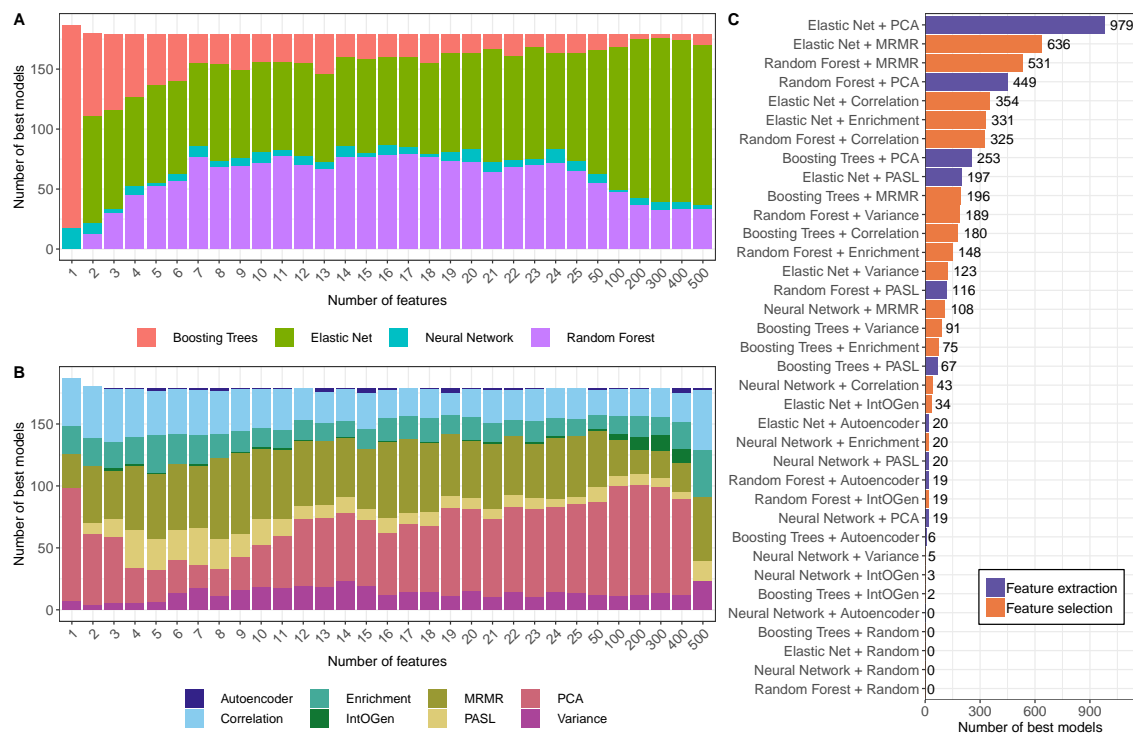 A
Number of best models
150
100
50
0
1 2 3 4 5 6 7 8 9 10 11 12 13 14 15 16 17 18 19 20 21 22 23 24 25 50 100 200 300 400 500
Number of features
Boosting Trees Elastic Net Neural Network Random Forest
B
Number of best models
150
100
50
0
1 2 3 4 5 6 7 8 9 10 11 12 13 14 15 16 17 18 19 20 21 22 23 24 25 50 100 200 300 400 500
Number of features
Autoencoder Enrichment MRMR PCA
Correlation IntOGen PASL Variance
C
Elastic Net + PCA 979
Elastic Net + MRMR 636
Random Forest + MRMR 531
Random Forest + PCA 449
Elastic Net + Correlation 354
Elastic Net + Enrichment 331
Random Forest + Correlation 325
Boosting Trees + PCA 253
Elastic Net + PASL 197
Boosting Trees + MRMR 196
Random Forest + Variance 189
Boosting Trees + Correlation 180
Random Forest + Enrichment 148
Elastic Net + Variance 123
Random Forest + PASL 116
Neural Network + MRMR 108
Boosting Trees + Variance 91
Boosting Trees + Enrichment 75
Boosting Trees + PASL 67
Neural Network + Correlation 43
Elastic Net + IntOGen 34
Elastic Net + Autoencoder 20
Neural Network + Enrichment 20
Neural Network + PASL 20
Random Forest + Autoencoder 19
Random Forest + IntOGen 19
Neural Network + PCA 19
Boosting Trees + Autoencoder 6
Neural Network + Variance 5
Neural Network + IntOGen 3
Boosting Trees + IntOGen 2
Neural Network + Autoencoder 0
Boosting Trees + Random 0
Elastic Net + Random 0
Neural Network + Random 0
Random Forest + Random 0
Feature extraction
Feature selection
0 300 600 900
Number of best models